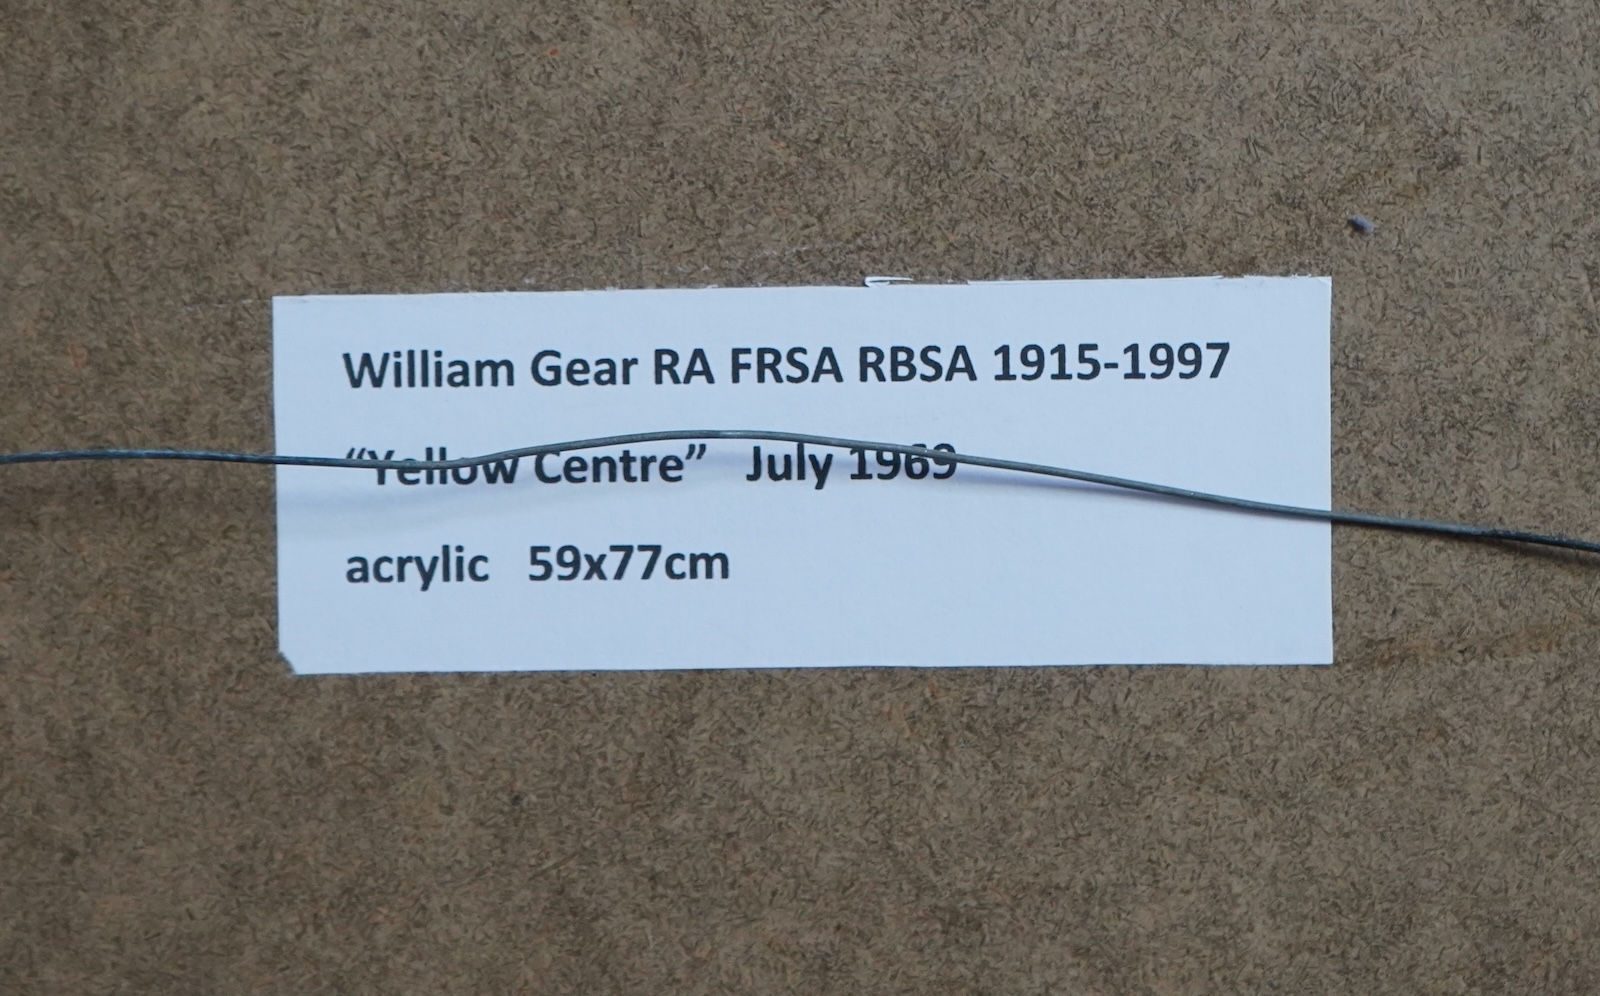 William Gear RA FRSA RBSA 1915-1997
“Yellow Centre” July 1969
acrylic 59x77cm